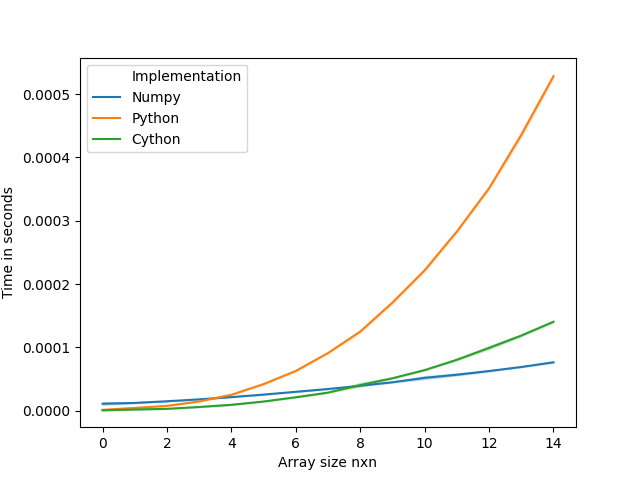 Implementation
Numpy
Python
Cython
0.0005
0.0004
0.0003
0.0002
0.0001
0.0000
Time in seconds
0 2 4 6 8 10 12 14
Array size nxn